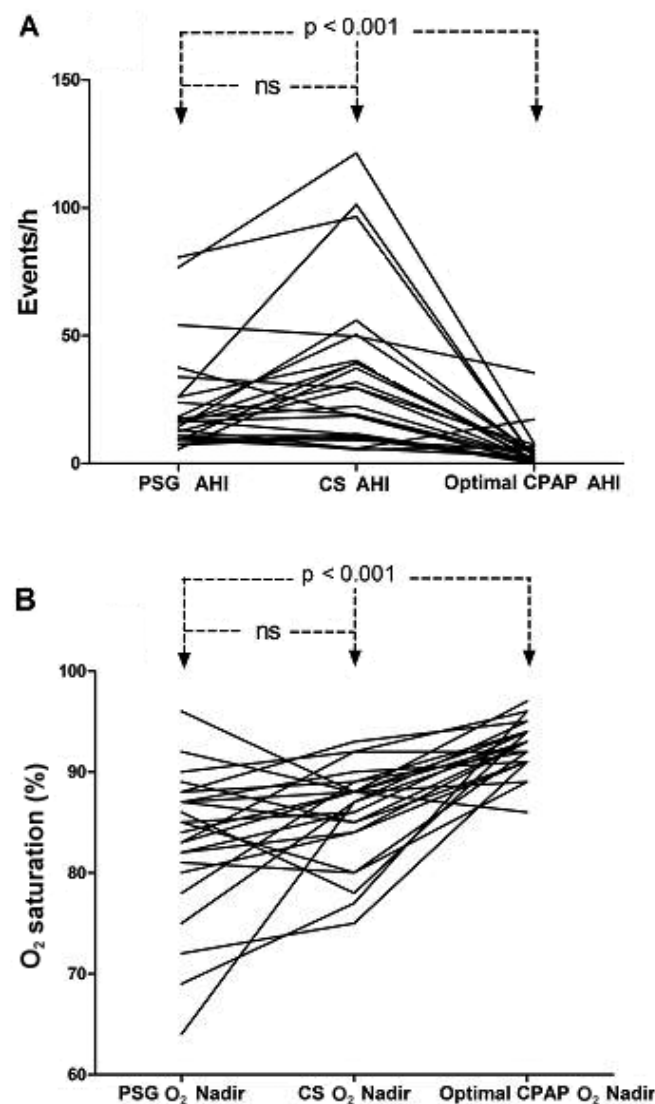 A
p < 0.001
ns
150
100
50
0
Events/h
PSG AHI CS AHI Optimal CPAP AHI
B
p < 0.001
ns
100
90
80
70
60
O₂ saturation (%)
PSG O₂ Nadir CS O₂ Nadir Optimal CPAP O₂ Nadir